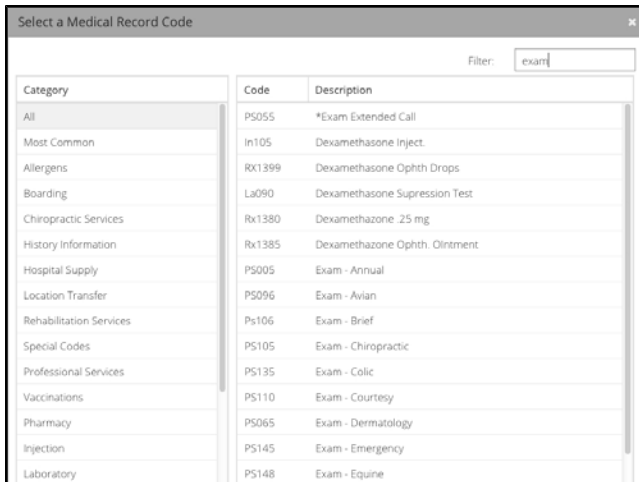 Select a Medical Record Code ×
Filter: exam
Category Code Description
All PS055 *Exam Extended Call
Most Common In105 Dexamethasone Inject.
Allergens RX1399 Dexamethasone Ophth Drops
Boarding La090 Dexamethasone Supression Test
Chiropractic Services Rx1380 Dexamethazone .25 mg
History Information Rx1385 Dexamethazone Ophth. OIntment
Hospital Supply PS005 Exam - Annual
Location Transfer PS096 Exam - Avian
Rehabilitation Services Ps106 Exam - Brief
Special Codes PS105 Exam - Chiropractic
Professional Services PS135 Exam - Colic
Vaccinations PS110 Exam - Courtesy
Pharmacy PS065 Exam - Dermatology
Injection PS145 Exam - Emergency
Laboratory PS148 Exam - Equine